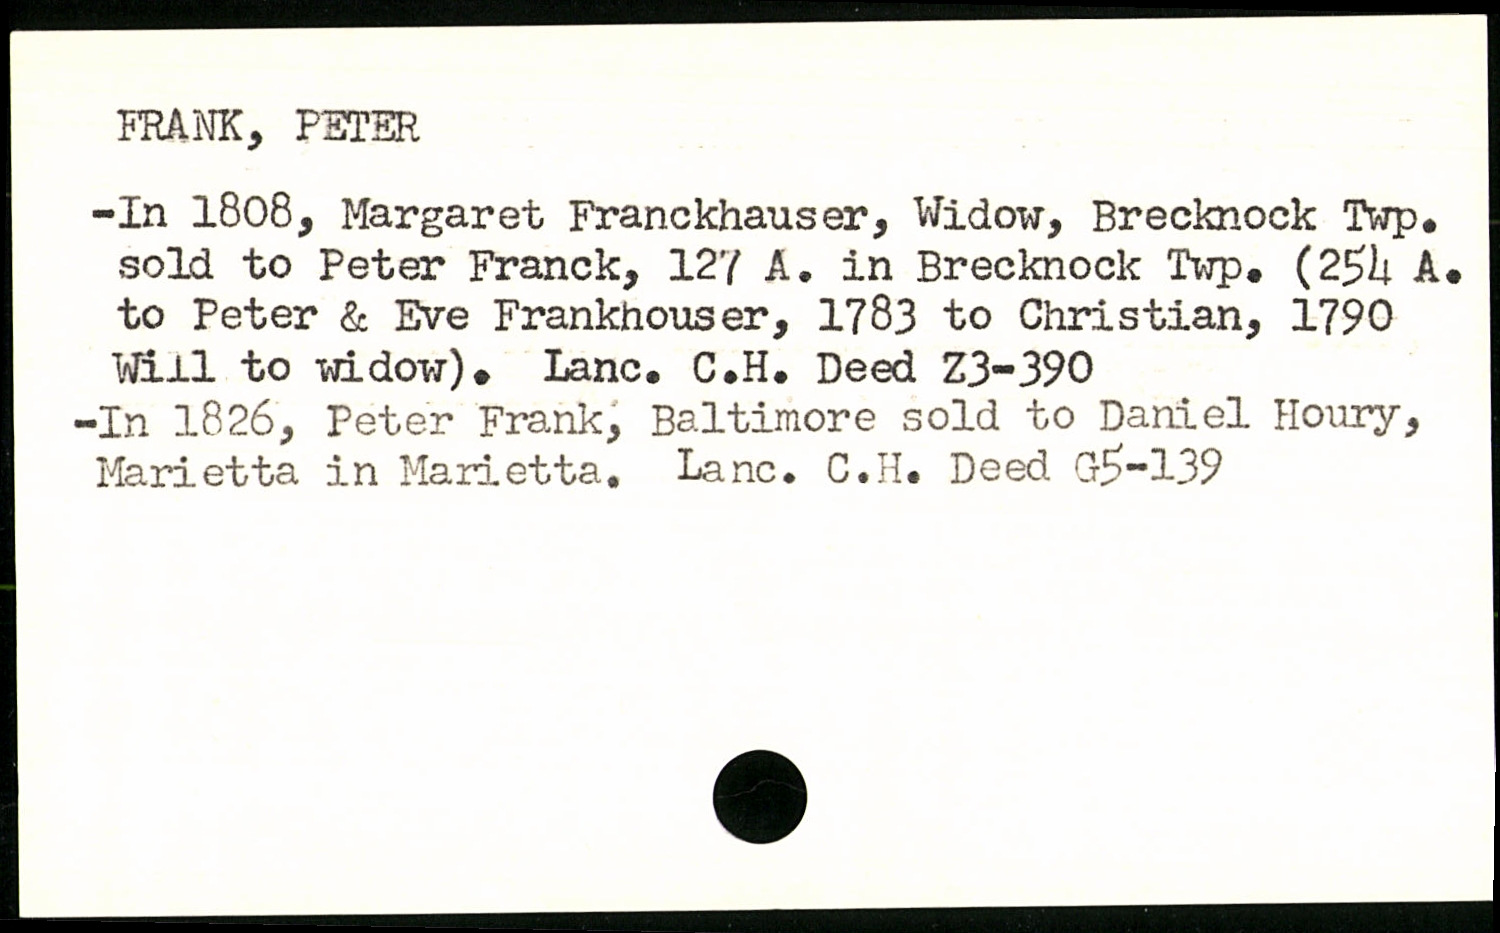 FRANK, PETER
-In 1808, Margaret Franckhauser, Widow, Brecknock Twp.
sold to Peter Franck, 127 A. in Brecknock Twp. (254 A.
to Peter & Eve Frankhouser, 1783 to Christian, 1790
Will to widow). Lanc. C.H. Deed Z3-390
-In 1826, Peter Frank, Baltimore sold to Daniel Houry,
Marietta in Marietta. Lanc. C.H. Deed G5-139